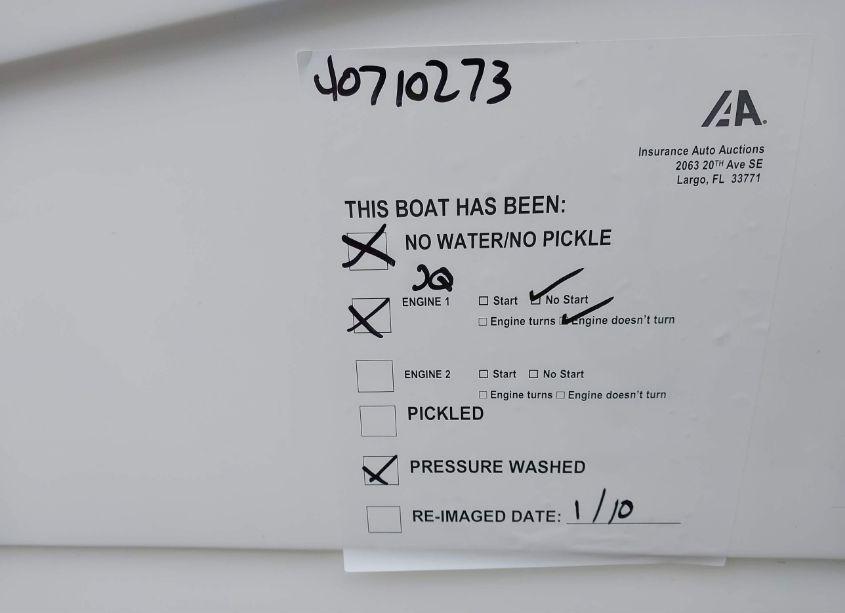 40710273
IAA.
Insurance Auto Auctions
2063 20TH Ave SE
Largo, FL 33771
THIS BOAT HAS BEEN:
NO WATER/NO PICKLE
ENGINE 1 Start No Start
Engine turns Engine doesn't turn
ENGINE 2 Start No Start
Engine turns Engine doesn't turn
PICKLED
PRESSURE WASHED
RE-IMAGED DATE: 1/10